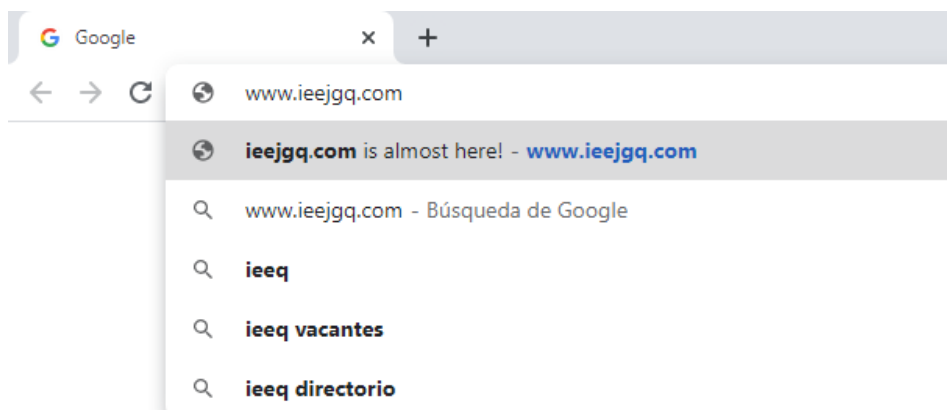 Google
www.ieejgq.com
ieejgq.com is almost here! - www.ieejgq.com
www.ieejgq.com - Búsqueda de Google
ieeq
ieeq vacantes
ieeq directorio